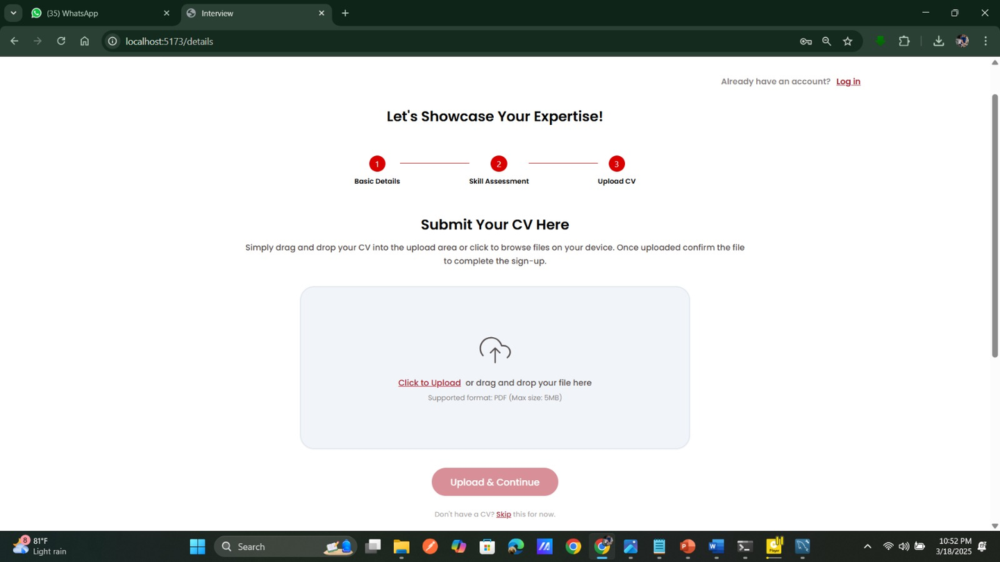 (35) WhatsApp
Interview
localhost:5173/details
Already have an account? Log in
Let's Showcase Your Expertise!
1
2
3
Basic Details
Skill Assessment
Upload CV
Submit Your CV Here
Simply drag and drop your CV into the upload area or click to browse files on your device. Once uploaded confirm the file
to complete the sign-up.
Click to Upload or drag and drop your file here
Supported format: PDF (Max size: 5MB)
Upload & Continue
Don't have a CV? Skip this for now.
8
81°F
Light rain
Search
Player
10:52 PM
3/18/2025